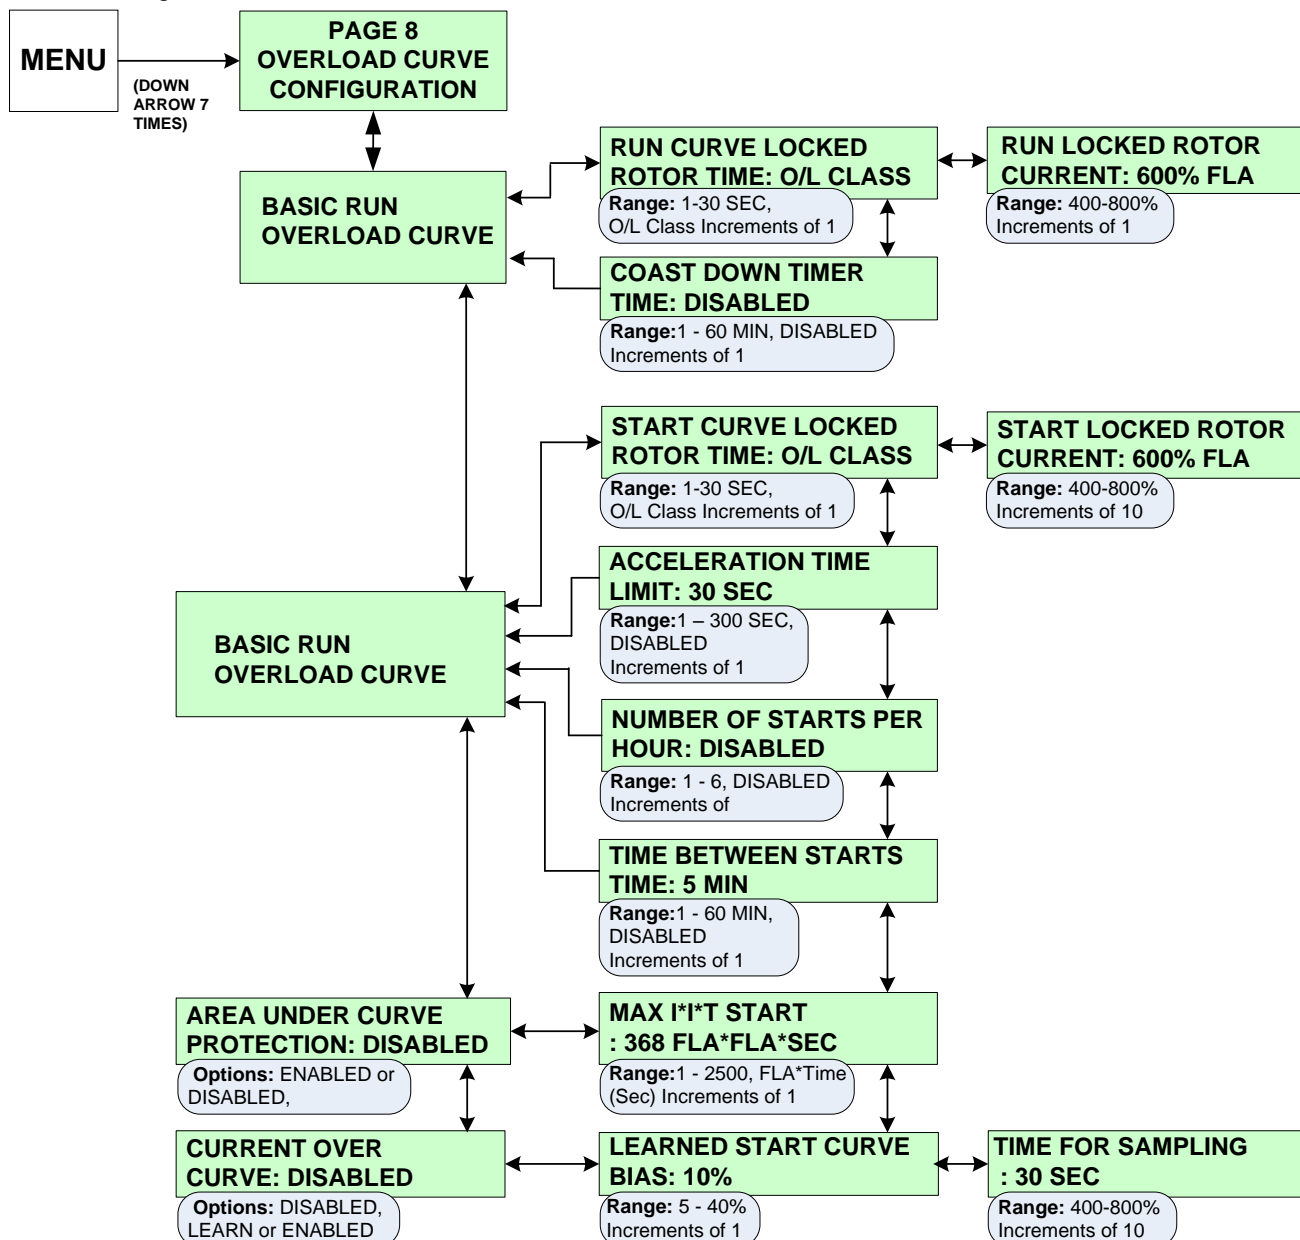 MENU
(DOWN
ARROW 7
TIMES)
PAGE 8
OVERLOAD CURVE
CONFIGURATION
BASIC RUN
OVERLOAD CURVE
RUN CURVE LOCKED
ROTOR TIME: O/L CLASS
Range: 1-30 SEC,
O/L Class Increments of 1
RUN LOCKED ROTOR
CURRENT: 600% FLA
Range: 400-800%
Increments of 1
COAST DOWN TIMER
TIME: DISABLED
Range:1 - 60 MIN, DISABLED
Increments of 1
START CURVE LOCKED
ROTOR TIME: O/L CLASS
Range: 1-30 SEC,
O/L Class Increments of 1
START LOCKED ROTOR
CURRENT: 600% FLA
Range: 400-800%
Increments of 10
BASIC RUN
OVERLOAD CURVE
ACCELERATION TIME
LIMIT: 30 SEC
Range:1 – 300 SEC,
DISABLED
Increments of 1
NUMBER OF STARTS PER
HOUR: DISABLED
Range: 1 - 6, DISABLED
Increments of
TIME BETWEEN STARTS
TIME: 5 MIN
Range:1 - 60 MIN,
DISABLED
Increments of 1
AREA UNDER CURVE
PROTECTION: DISABLED
Options: ENABLED or
DISABLED,
MAX I*I*T START
: 368 FLA*FLA*SEC
Range:1 - 2500, FLA*Time
(Sec) Increments of 1
CURRENT OVER
CURVE: DISABLED
Options: DISABLED,
LEARN or ENABLED
LEARNED START CURVE
BIAS: 10%
Range: 5 - 40%
Increments of 1
TIME FOR SAMPLING
: 30 SEC
Range: 400-800%
Increments of 10